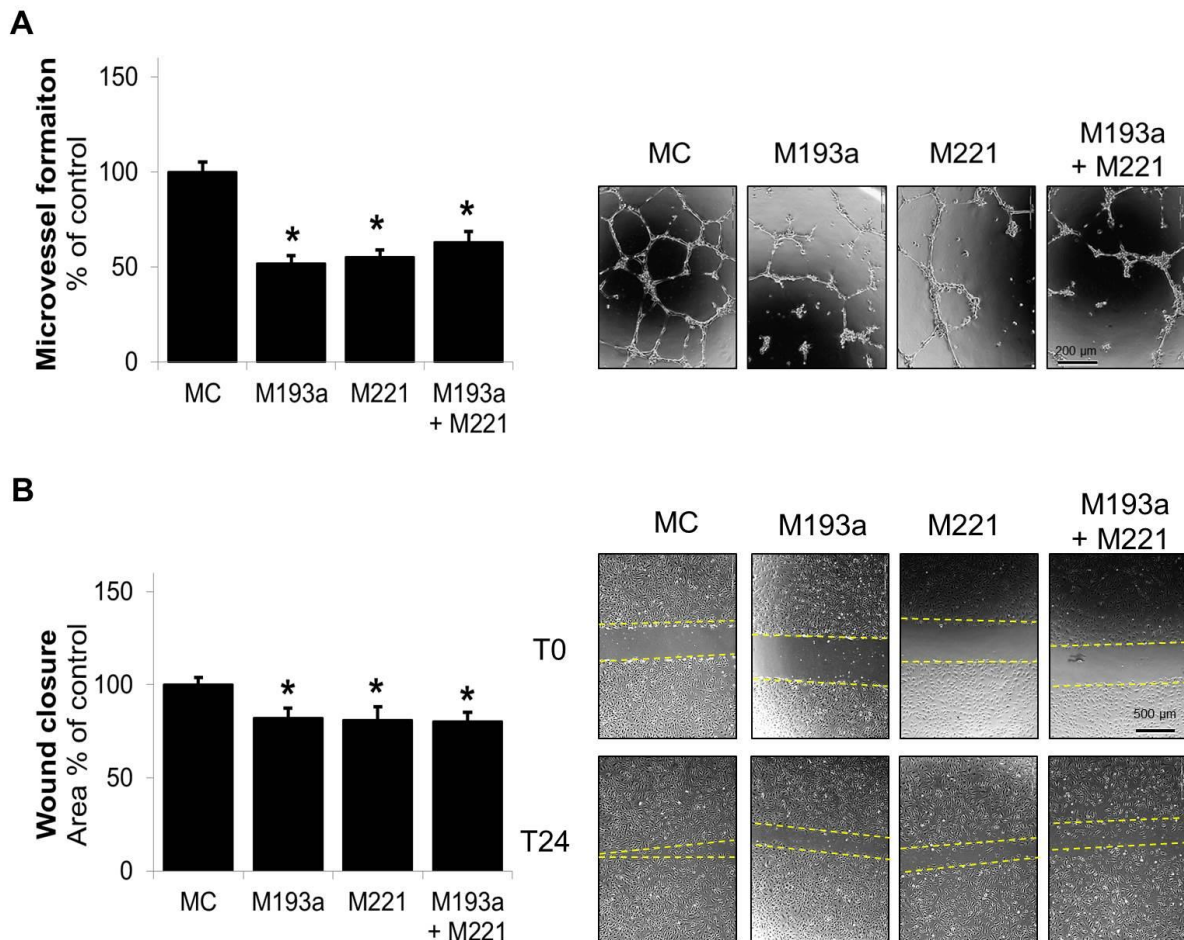 A
Microvessel formaiton
% of control
150
100
50
0
*
*
*
MC
M193a
M221
M193a
+ M221
MC
M193a
M221
M193a
+ M221
200 µm
B
Wound closure
Area % of control
150
100
50
0
*
*
*
MC
M193a
M221
M193a
+ M221
MC
M193a
M221
M193a
+ M221
T0
500 µm
T24